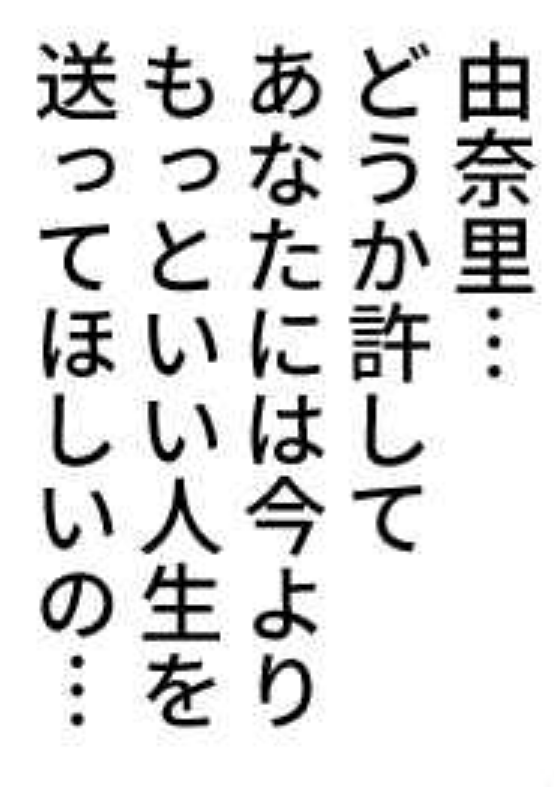 由奈里…
どうか許して
あなたには今より
もっといい人生を
送ってほしいの…